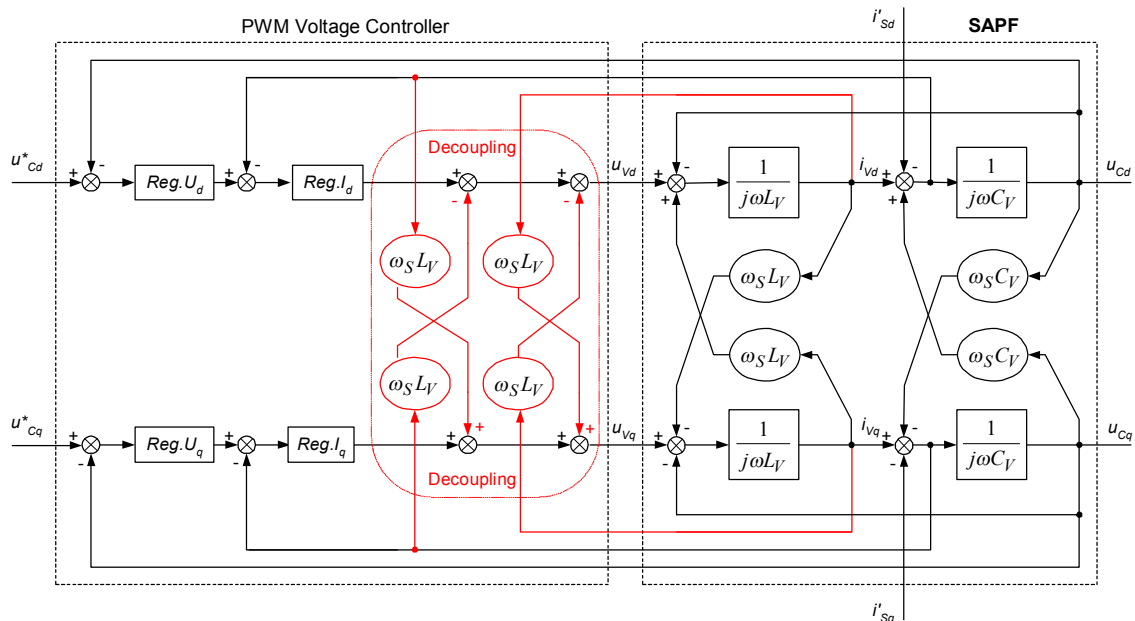 PWM Voltage Controller
SAPF
i'Sd
u*Cd
+
-
Reg.Ud
+
-
Reg.Id
Decoupling
+
-
+
-
uVd
+
-
+
1
jωLV
iVd
+
-
+
1
jωCV
uCd
ωSLV
ωSLV
ωSLV
ωSCV
ωSLV
ωSLV
ωSLV
ωSCV
u*Cq
+
-
Reg.Uq
+
-
Reg.Iq
+
+
+
+
uVq
+
-
-
1
jωLV
iVq
+
-
-
1
jωCV
uCq
Decoupling
i'Sq